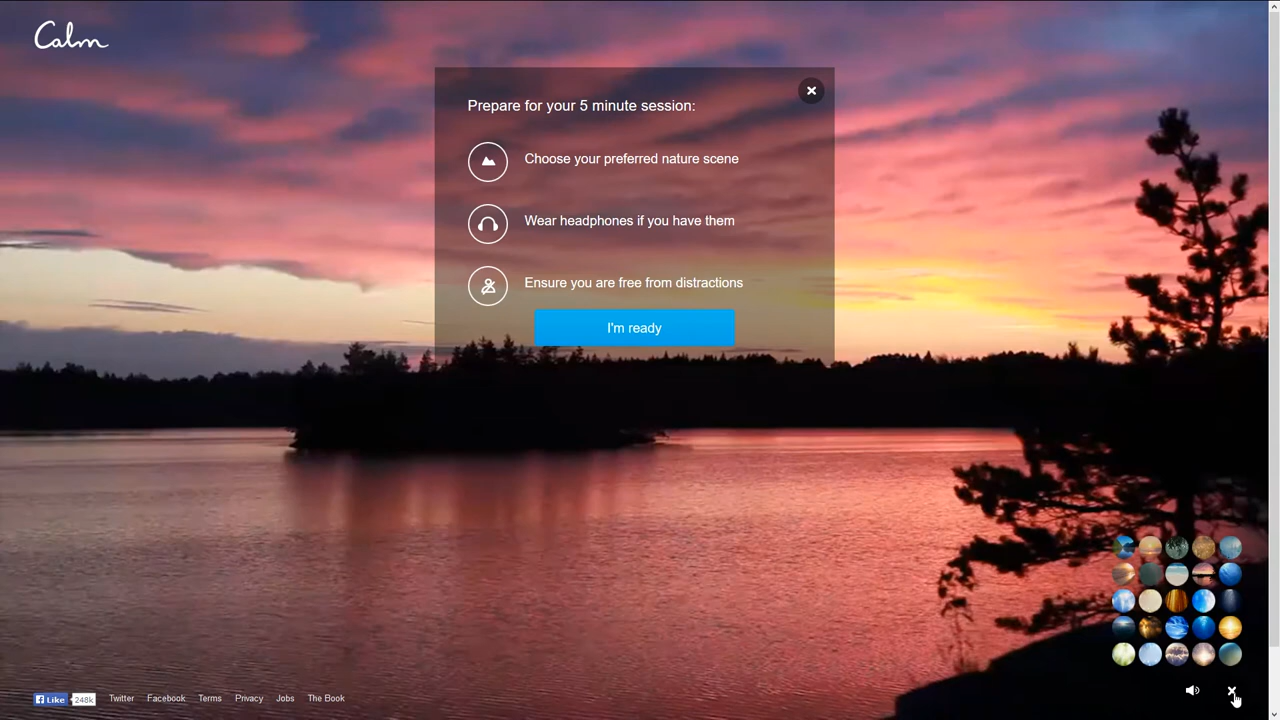 Calm
Prepare for your 5 minute session:
Choose your preferred nature scene
Wear headphones if you have them
Ensure you are free from distractions
I'm ready
Like 248k Twitter Facebook Terms Privacy Jobs The Book